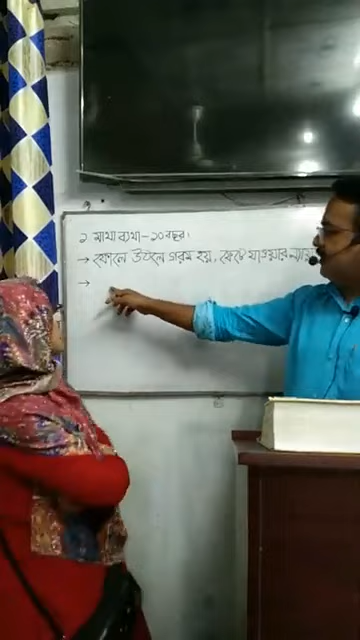 ১ মাথা ব্যথা – ১০ বছর।
→ ফোলে উঠলে গরম হয়, কেটে যাওয়ার
→